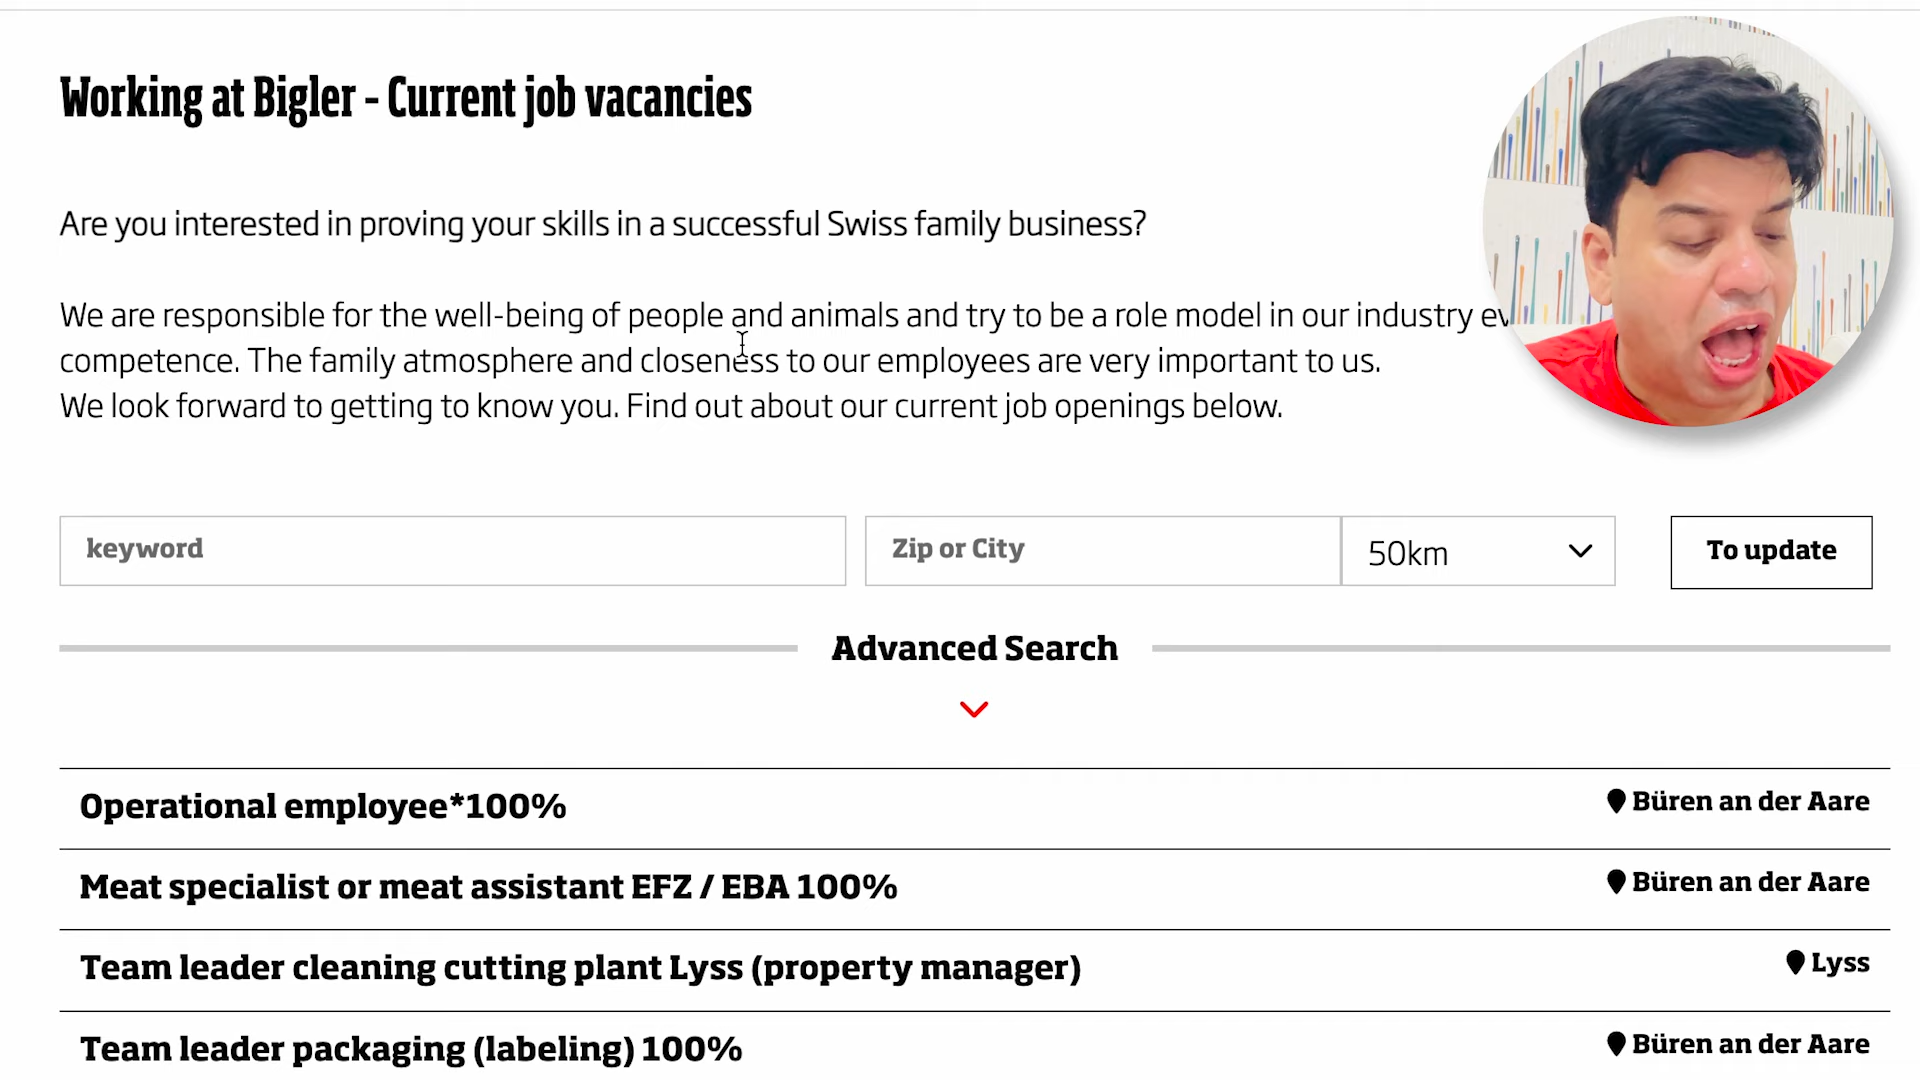 Working at Bigler - Current job vacancies
Are you interested in proving your skills in a successful Swiss family business?
We are responsible for the well-being of people and animals and try to be a role model in our industry
competence. The family atmosphere and closeness to our employees are very important to us.
We look forward to getting to know you. Find out about our current job openings below.
keyword
Zip or City
50km
To update
Advanced Search
Operational employee*100%
Büren an der Aare
Meat specialist or meat assistant EFZ / EBA 100%
Büren an der Aare
Team leader cleaning cutting plant Lyss (property manager)
Lyss
Team leader packaging (labeling) 100%
Büren an der Aare